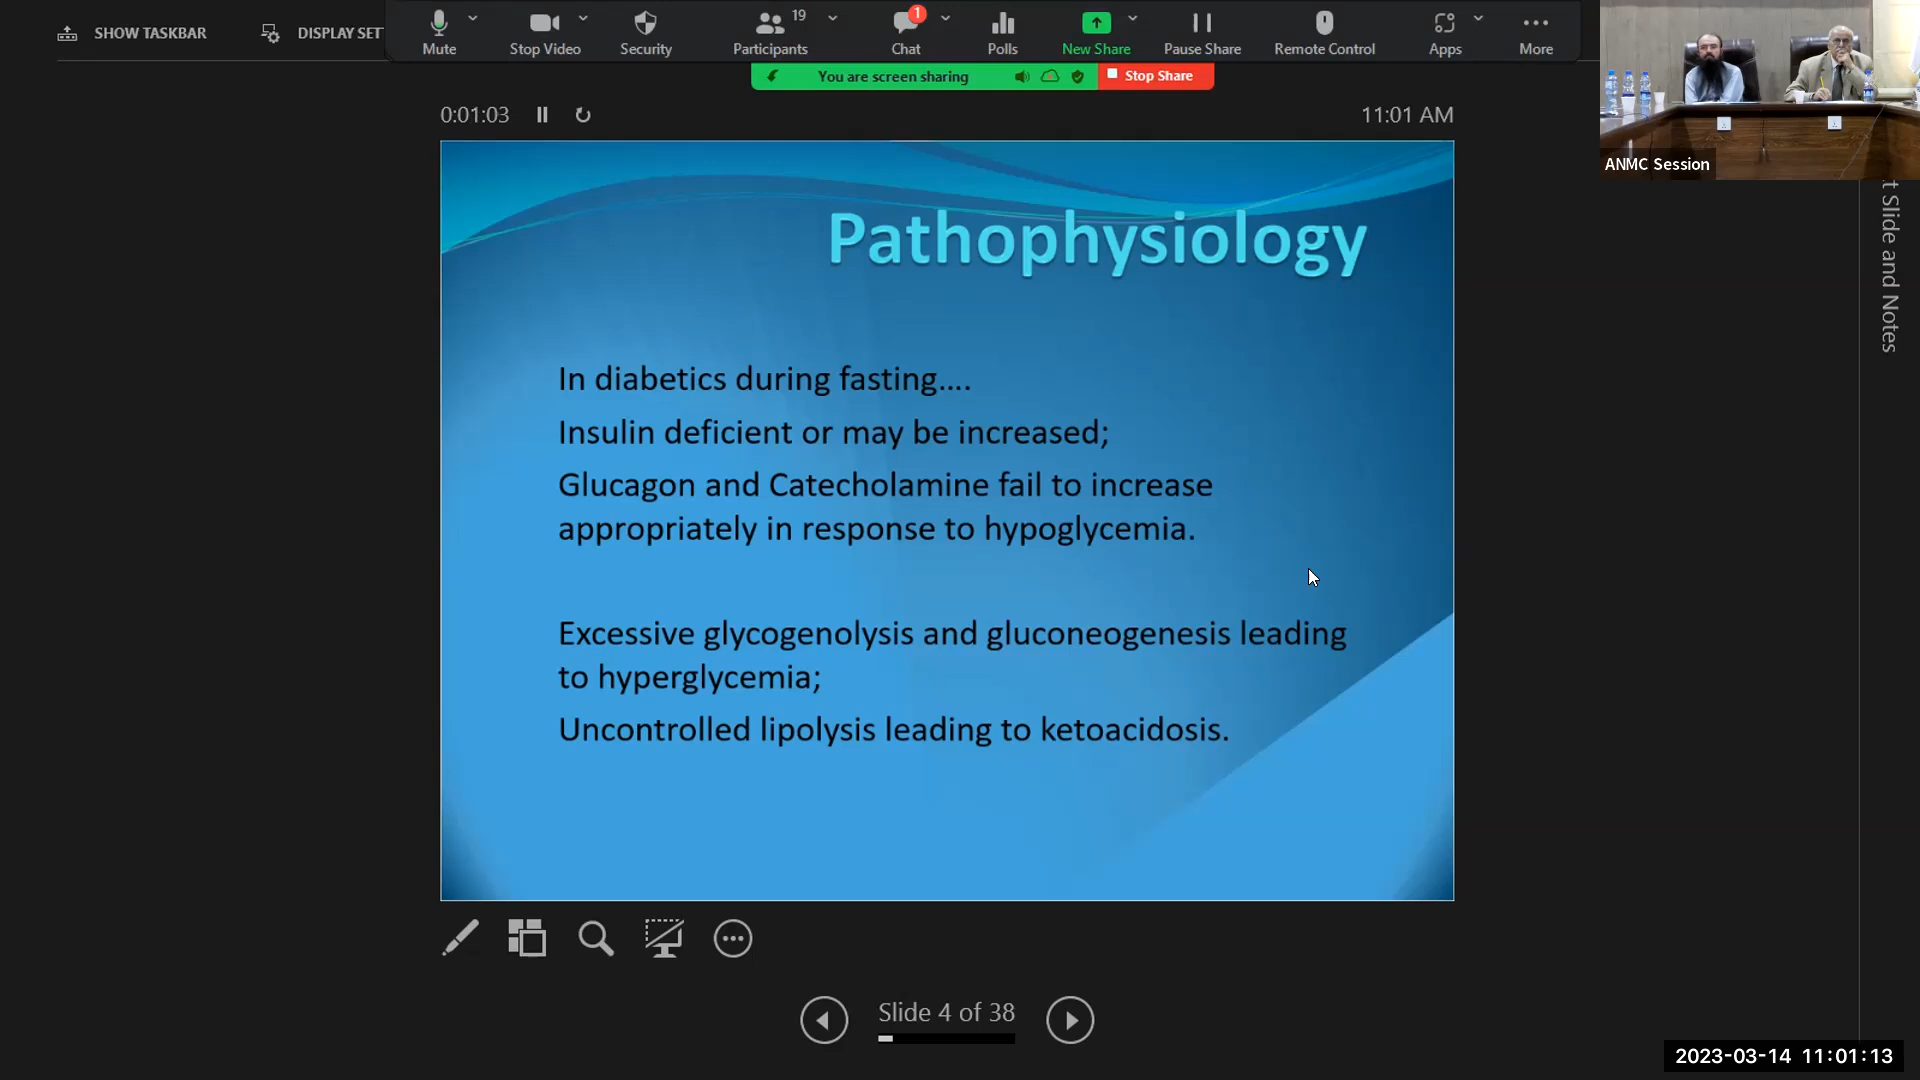 SHOW TASKBAR
DISPLAY SET
Mute
Stop Video
Security
Participants
19
Chat
1
Polls
New Share
Pause Share
Remote Control
Apps
More
You are screen sharing
Stop Share
0:01:03
11:01 AM
ANMC Session
t Slide and Notes
Pathophysiology
In diabetics during fasting....
Insulin deficient or may be increased;
Glucagon and Catecholamine fail to increase
appropriately in response to hypoglycemia.
Excessive glycogenolysis and gluconeogenesis leading
to hyperglycemia;
Uncontrolled lipolysis leading to ketoacidosis.
Slide 4 of 38
2023-03-14 11:01:13